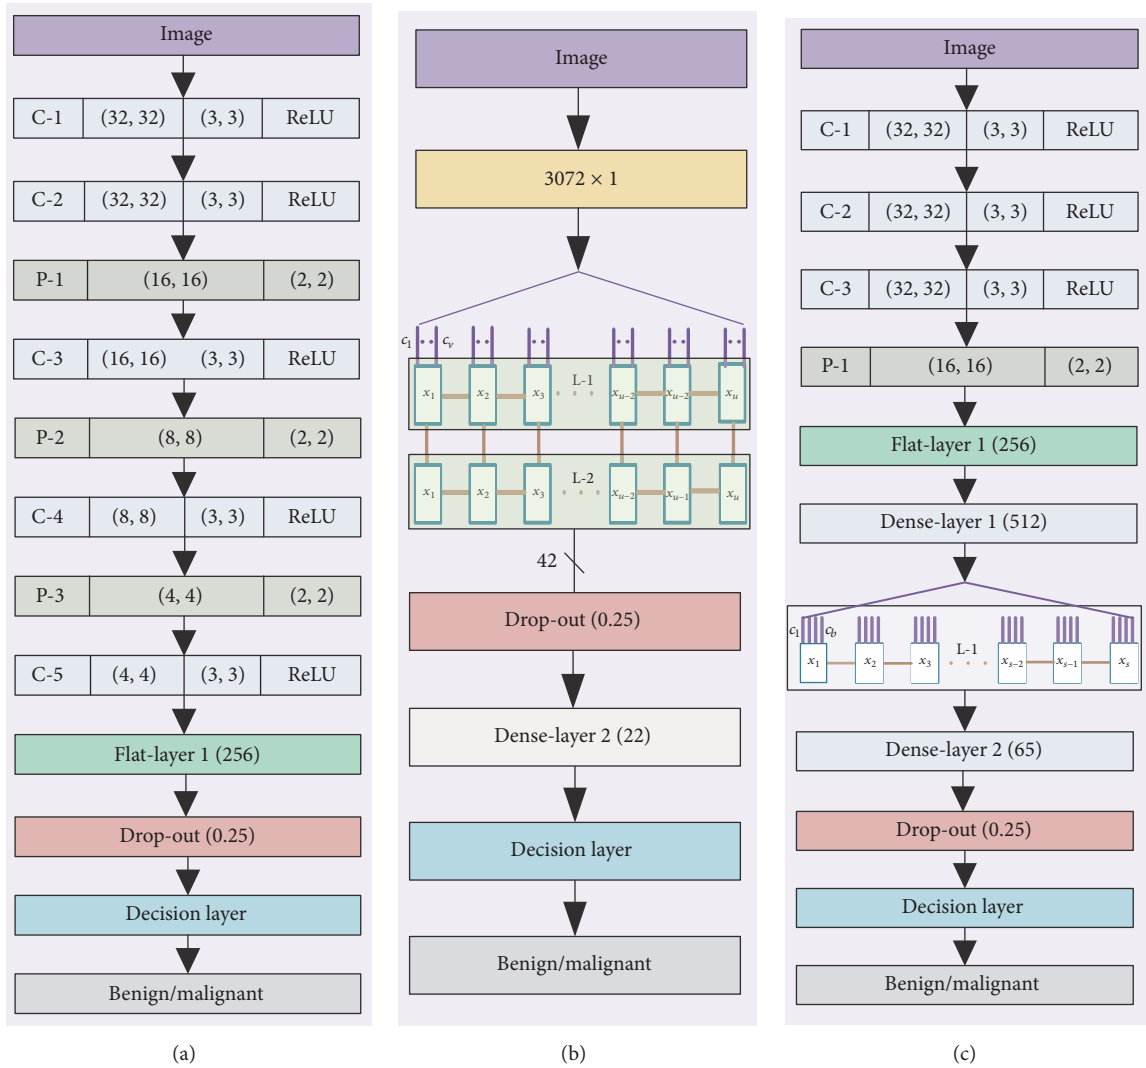 Image
C-1 (32, 32) (3, 3) ReLU
C-2 (32, 32) (3, 3) ReLU
P-1 (16, 16) (2, 2)
C-3 (16, 16) (3, 3) ReLU
P-2 (8, 8) (2, 2)
C-4 (8, 8) (3, 3) ReLU
P-3 (4, 4) (2, 2)
C-5 (4, 4) (3, 3) ReLU
Flat-layer 1 (256)
Drop-out (0.25)
Decision layer
Benign/malignant
(a)
Image
3072 × 1
c1 cv
L-1
x1 x2 x3 xu−2 xu−2 xu
L-2
x1 x2 x3 xu−2 xu−1 xu
42
Drop-out (0.25)
Dense-layer 2 (22)
Decision layer
Benign/malignant
(b)
Image
C-1 (32, 32) (3, 3) ReLU
C-2 (32, 32) (3, 3) ReLU
C-3 (32, 32) (3, 3) ReLU
P-1 (16, 16) (2, 2)
Flat-layer 1 (256)
Dense-layer 1 (512)
c1 cb
L-1
x1 x2 x3 xs−2 xs−1 xs
Dense-layer 2 (65)
Drop-out (0.25)
Decision layer
Benign/malignant
(c)